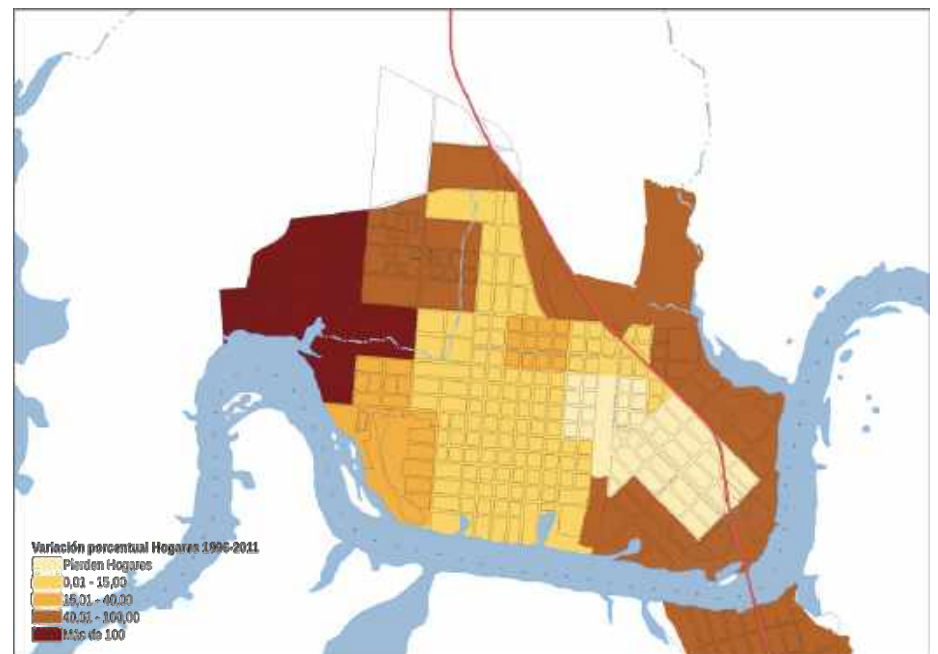 Variación porcentual Hogares 1996-2011
Pierden Hogares
0,01 - 15,00
15,01 - 40,00
40,01 - 100,00
Más de 100